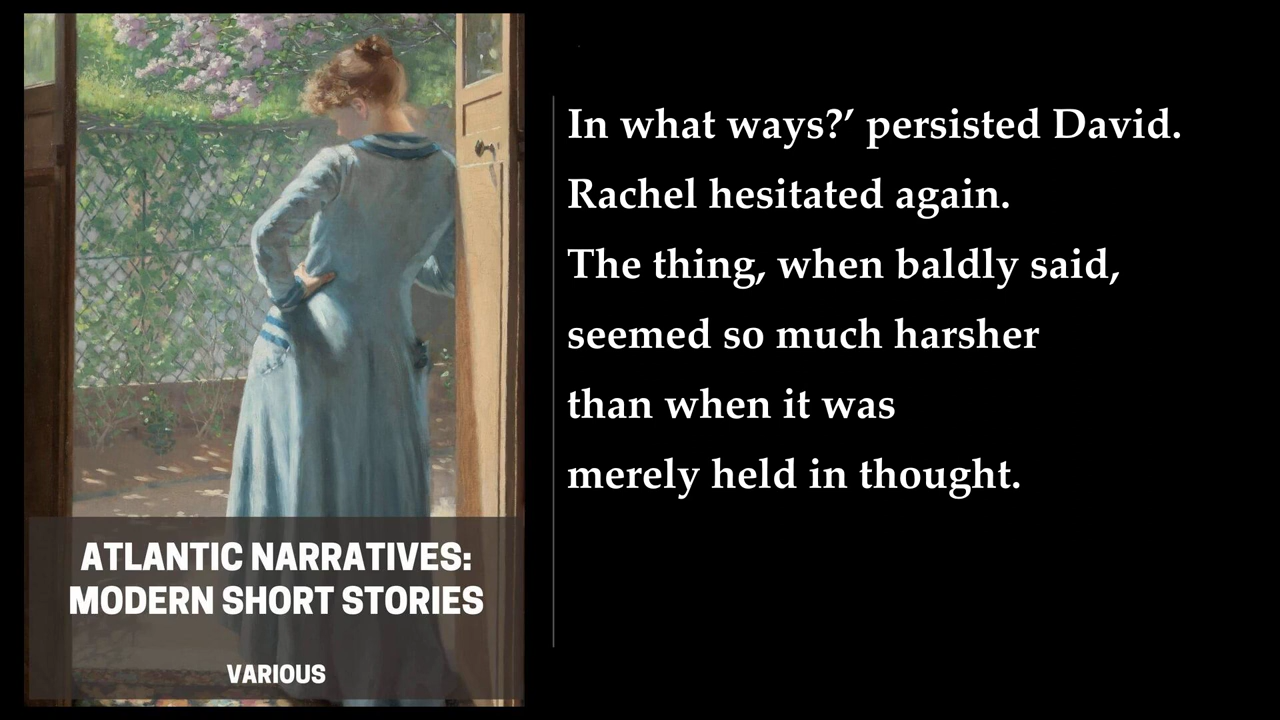 In what ways?’ persisted David.
Rachel hesitated again.
The thing, when baldly said,
seemed so much harsher
than when it was
merely held in thought.
ATLANTIC NARRATIVES:
MODERN SHORT STORIES
VARIOUS